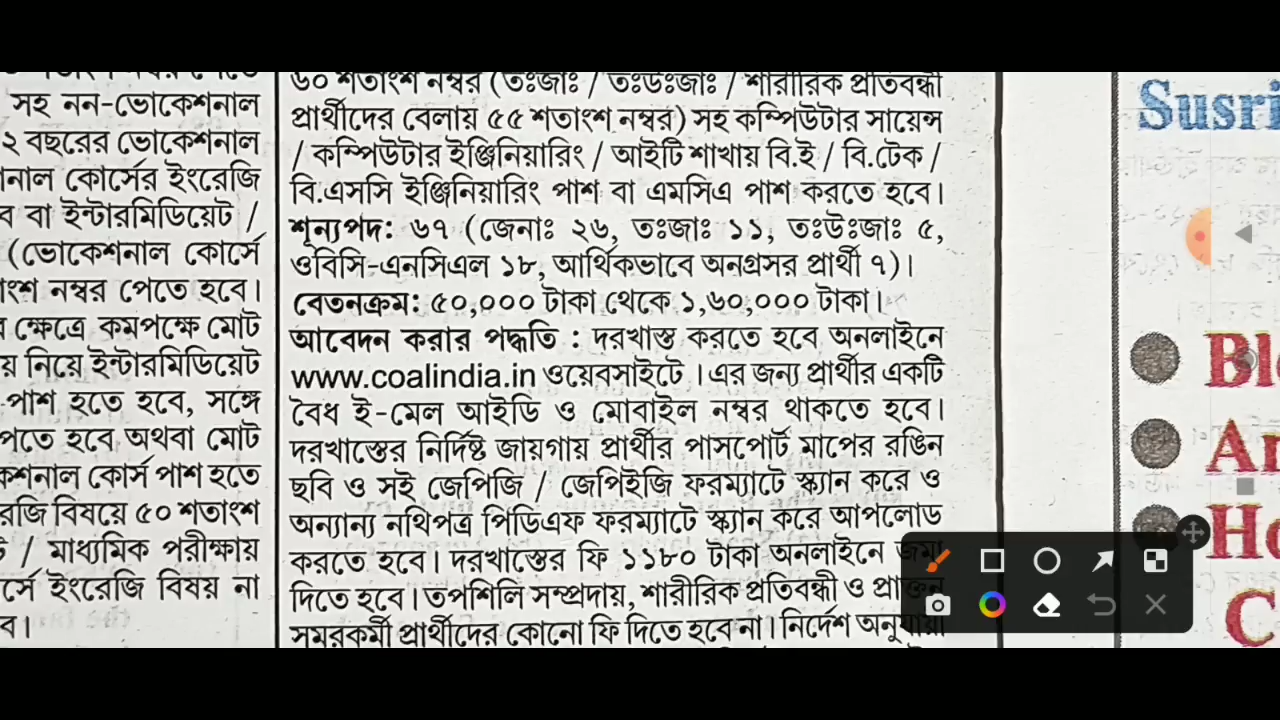 সহ নন-ভোকেশনাল
২ বছরের ভোকেশনাল
নাল কোর্সের ইংরেজি
ব বা ইন্টারমিডিয়েট /
(ভোকেশনাল কোর্সে
নম্বর পেতে হবে।
ক্ষেত্রে কমপক্ষে মোট
নিয়ে ইন্টারমিডিয়েট
পাশ হতে হবে, সঙ্গে
পেতে হবে অথবা মোট
কেশনাল কোর্স পাশ হতে
রেজি বিষয়ে ৫০ শতাংশ
/ মাধ্যমিক পরীক্ষায়
র্সে ইংরেজি বিষয় না
ব।
৬০ শতাংশ নম্বর (তঃজাঃ / তঃউঃজাঃ / শারীরিক প্রতিবন্ধী
প্রার্থীদের বেলায় ৫৫ শতাংশ নম্বর) সহ কম্পিউটার সায়েন্স
/ কম্পিউটার ইঞ্জিনিয়ারিং / আইটি শাখায় বি.ই / বি.টেক /
বি.এসসি ইঞ্জিনিয়ারিং পাশ বা এমসিএ পাশ করতে হবে।
শূন্যপদ: ৬৭ (জেনাঃ ২৬, তঃজাঃ ১১, তঃউঃজাঃ ৫,
ওবিসি-এনসিএল ১৮, আর্থিকভাবে অনগ্রসর প্রার্থী ৭)।
বেতনক্রম: ৫০,০০০ টাকা থেকে ১,৬০,০০০ টাকা।
আবেদন করার পদ্ধতি : দরখাস্ত করতে হবে অনলাইনে
www.coalindia.in ওয়েবসাইটে । এর জন্য প্রার্থীর একটি
বৈধ ই-মেল আইডি ও মোবাইল নম্বর থাকতে হবে।
দরখাস্তের নির্দিষ্ট জায়গায় প্রার্থীর পাসপোর্ট মাপের রঙিন
ছবি ও সই জেপিজি / জেপিইজি ফরম্যাটে স্ক্যান করে ও
অন্যান্য নথিপত্র পিডিএফ ফরম্যাটে স্ক্যান করে আপলোড
করতে হবে। দরখাস্তের ফি ১১৮০ টাকা অনলাইনে জমা
দিতে হবে। তপশিলি সম্প্রদায়, শারীরিক প্রতিবন্ধী ও প্রাক্তন
সমরকর্মী প্রার্থীদের কোনো ফি দিতে হবে না। নির্দেশ অনুযায়ী
Susri
Bl
An
Ho
C